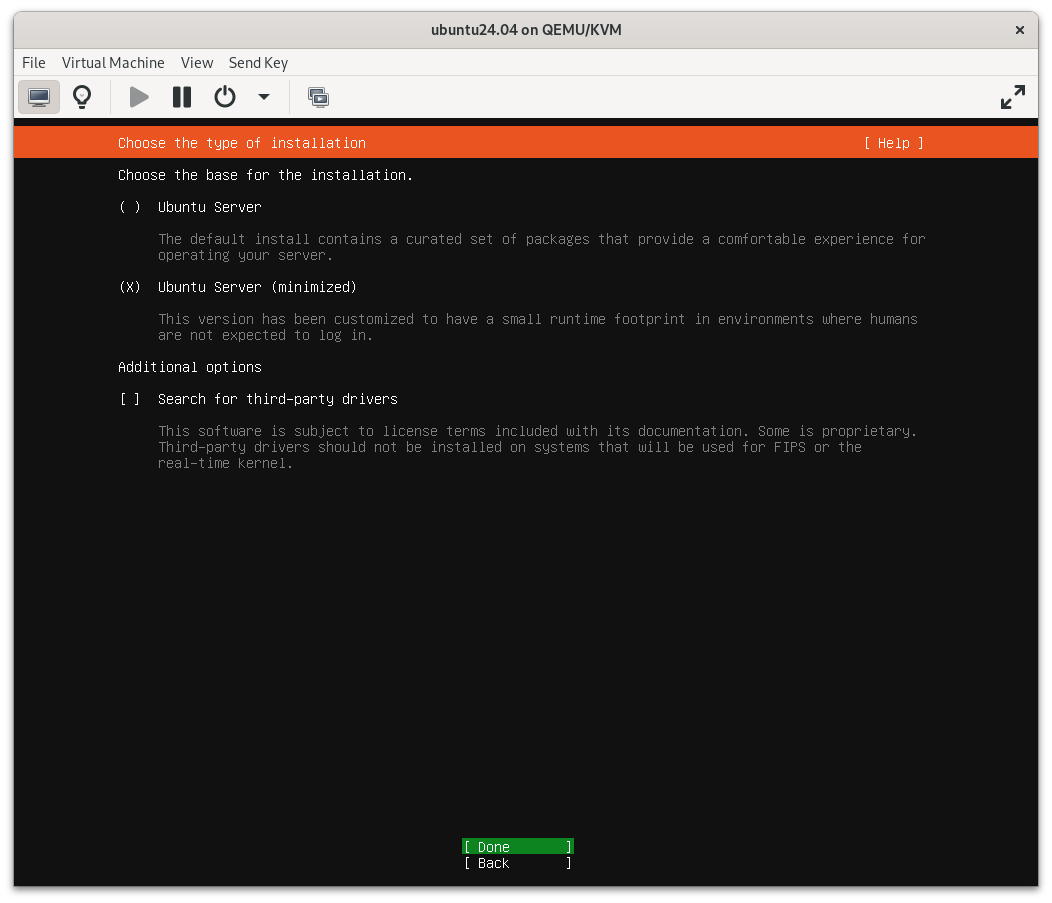 ubuntu24.04 on QEMU/KVM
File Virtual Machine View Send Key
Choose the type of installation [ Help ]
Choose the base for the installation.
( ) Ubuntu Server
The default install contains a curated set of packages that provide a comfortable experience for
operating your server.
(X) Ubuntu Server (minimized)
This version has been customized to have a small runtime footprint in environments where humans
are not expected to log in.
Additional options
[ ] Search for third-party drivers
This software is subject to license terms included with its documentation. Some is proprietary.
Third-party drivers should not be installed on systems that will be used for FIPS or the
real-time kernel.
[ Done ]
[ Back ]